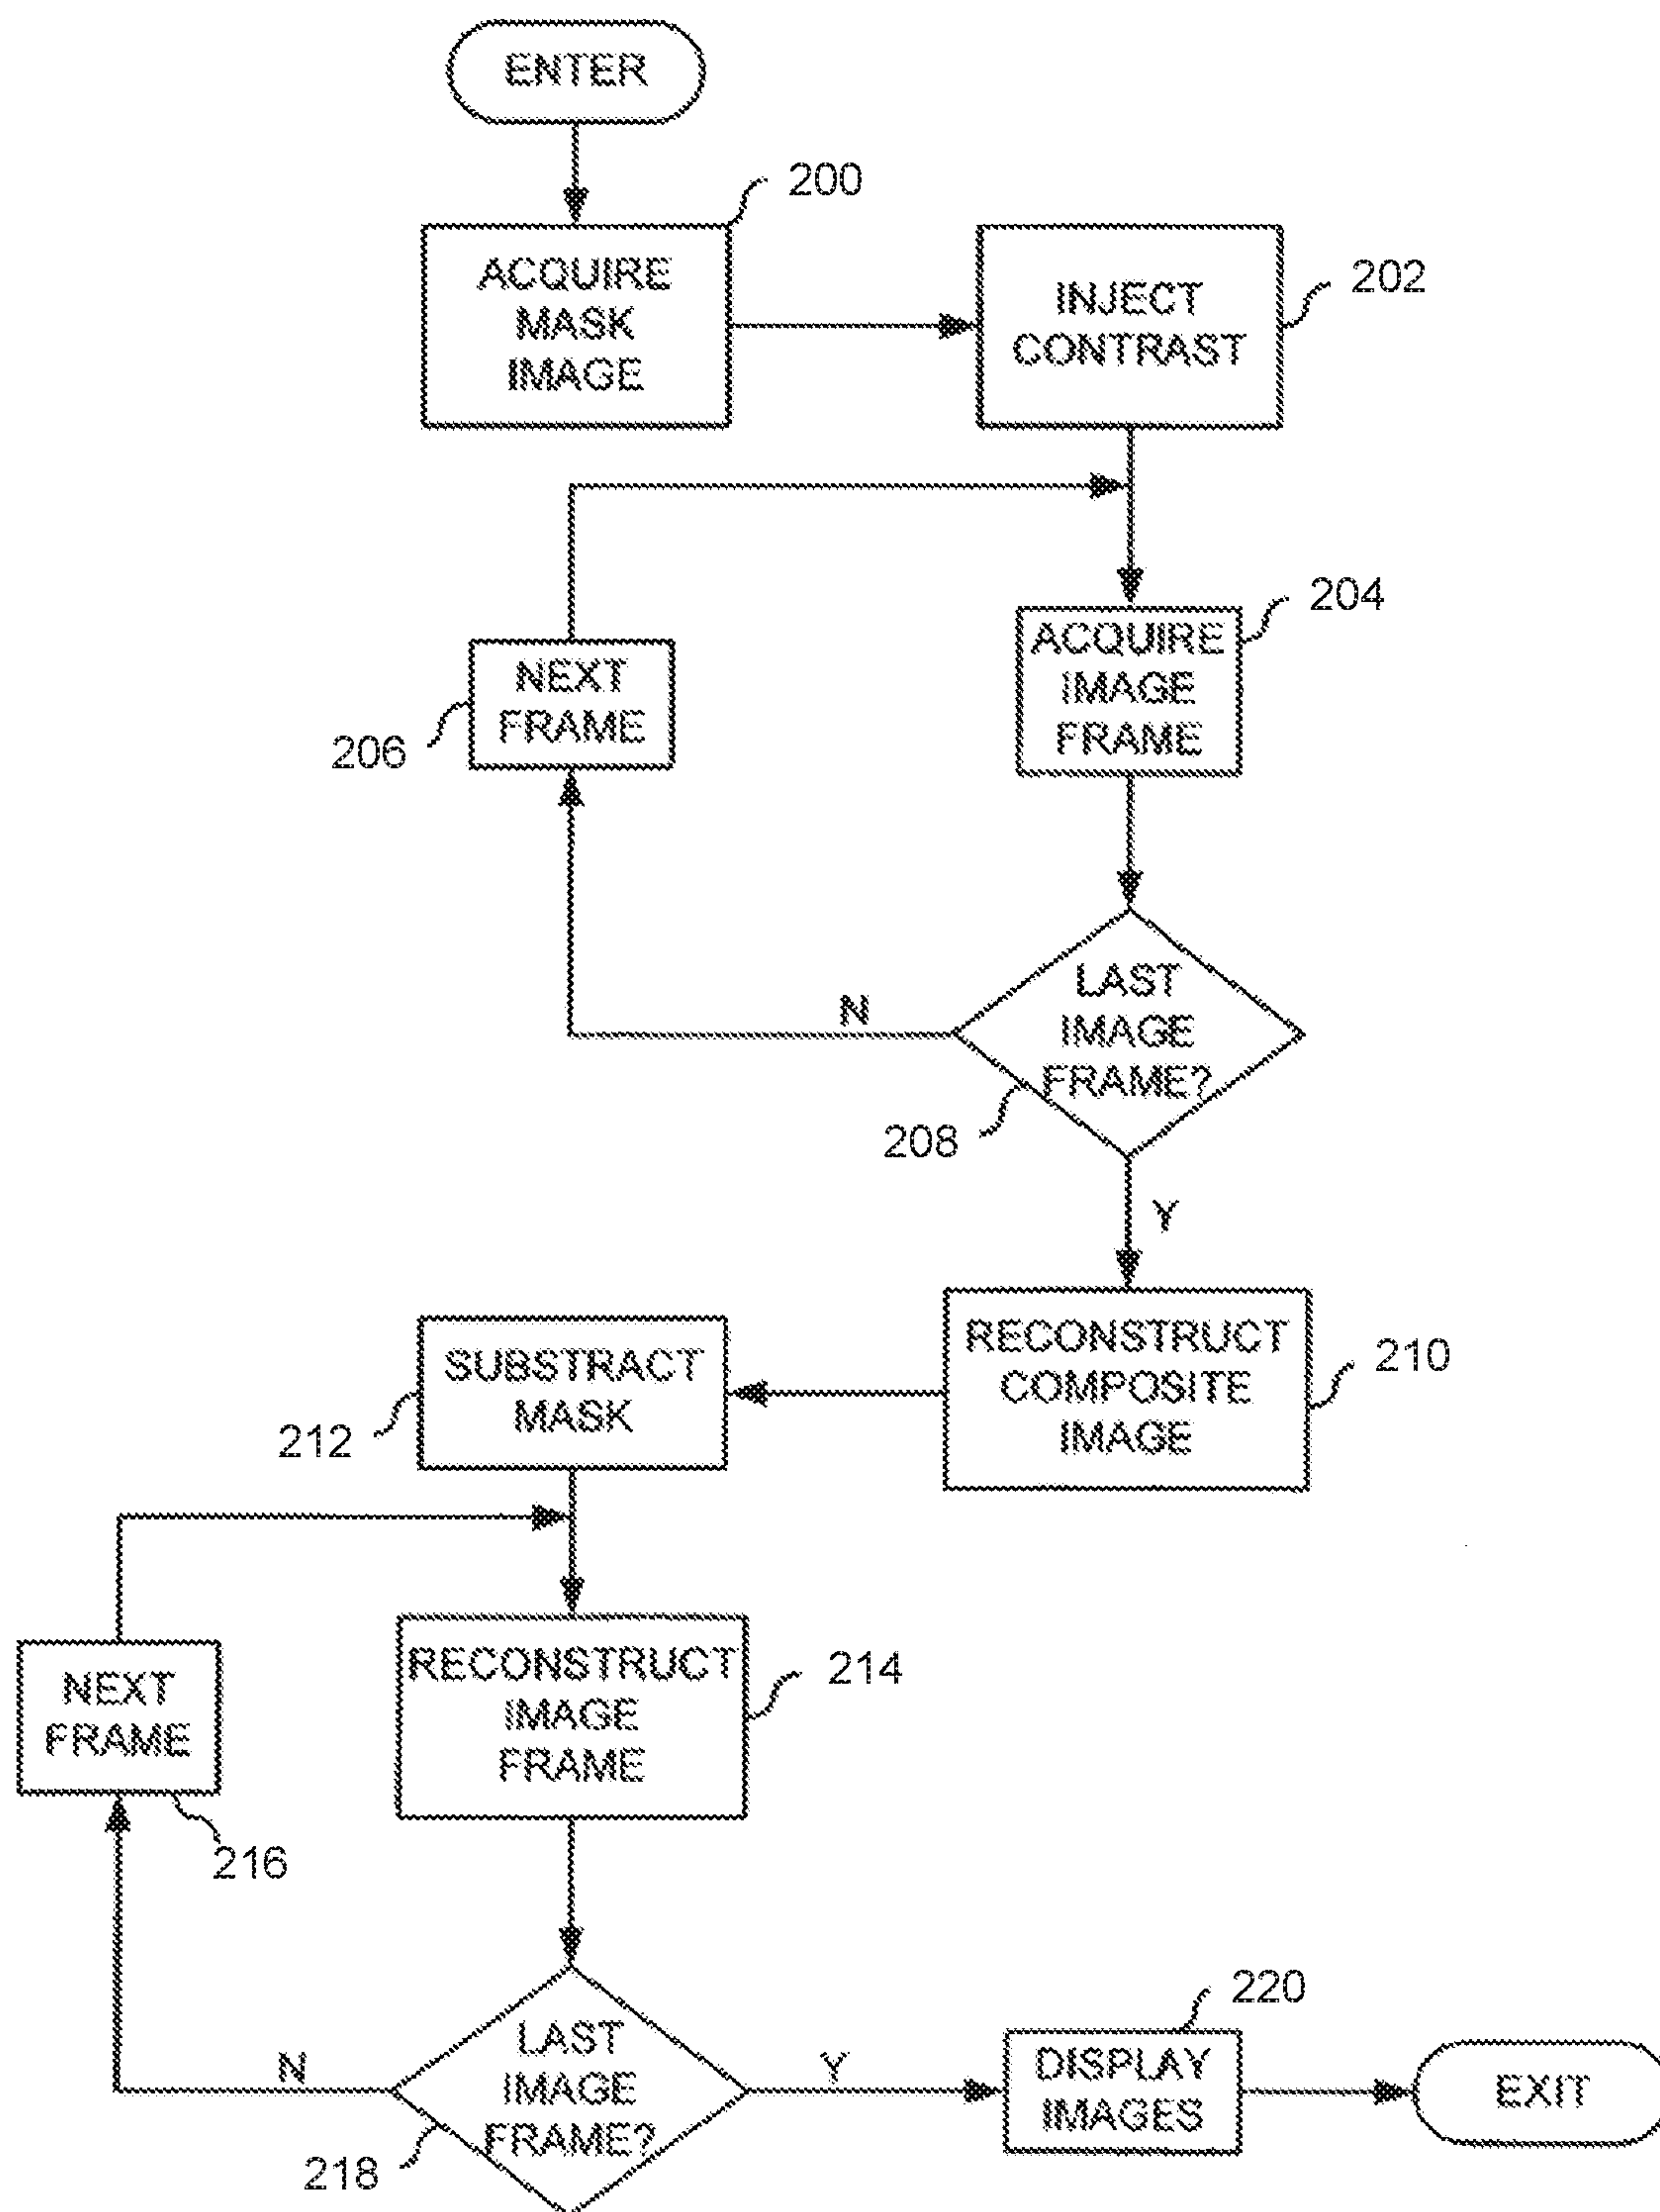 ENTER
200
ACQUIRE
MASK
IMAGE
INJECT
CONTRAST
202
204
ACQUIRE
IMAGE
FRAME
NEXT
FRAME
206
LAST
IMAGE
FRAME?
N
208
Y
RECONSTRUCT
COMPOSITE
IMAGE
210
SUBSTRACT
MASK
212
RECONSTRUCT
IMAGE
FRAME
214
NEXT
FRAME
216
LAST
IMAGE
FRAME?
N
Y
218
220
DISPLAY
IMAGES
EXIT